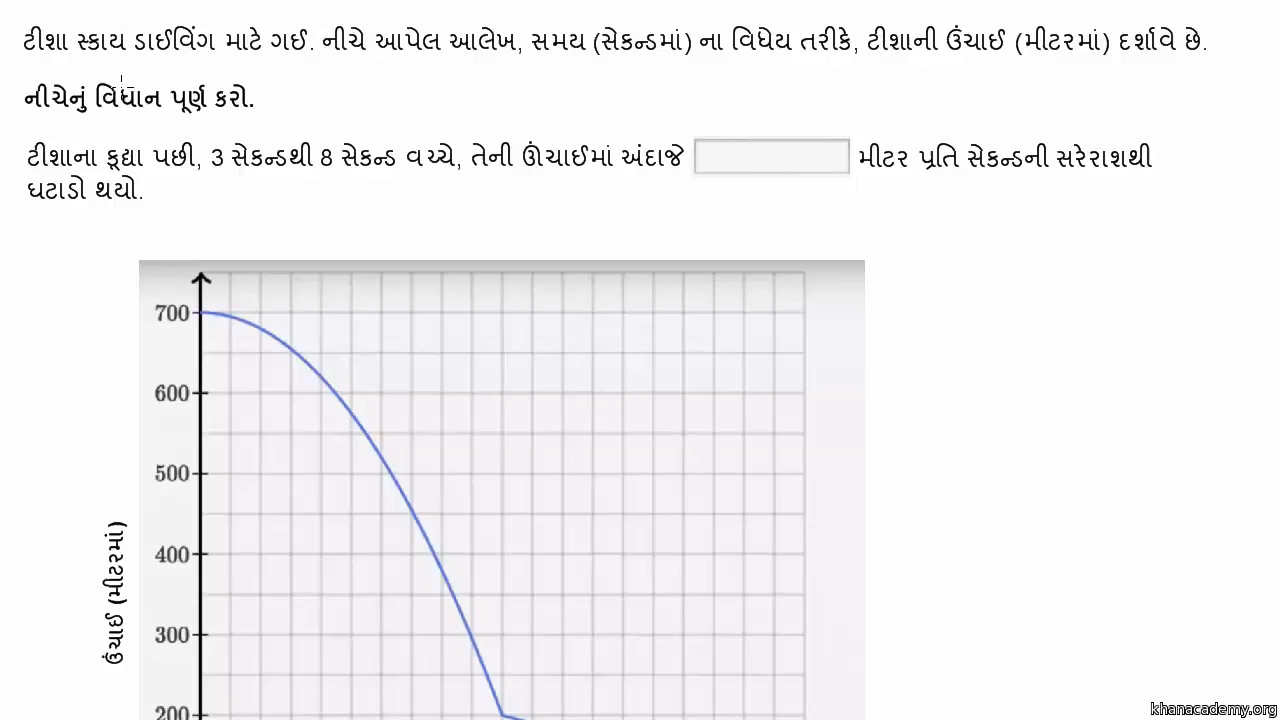 ટીશા સ્કાય ડાઈવિંગ માટે ગઈ. નીચે આપેલ આલેખ, સમય (સેકન્ડમાં) ના વિધેય તરીકે, ટીશાની ઉંચાઈ (મીટરમાં) દર્શાવે છે.
નીચેનું વિધાન પૂર્ણ કરો.
ટીશાના કૂદ્યા પછી, 3 સેકન્ડથી 8 સેકન્ડ વચ્ચે, તેની ઊંચાઈમાં અંદાજે મીટર પ્રતિ સેકન્ડની સરેરાશથી
ઘટાડો થયો.
700
600
500
400
300
200
ઉંચાઈ (મીટરમાં)
khanacademy.org